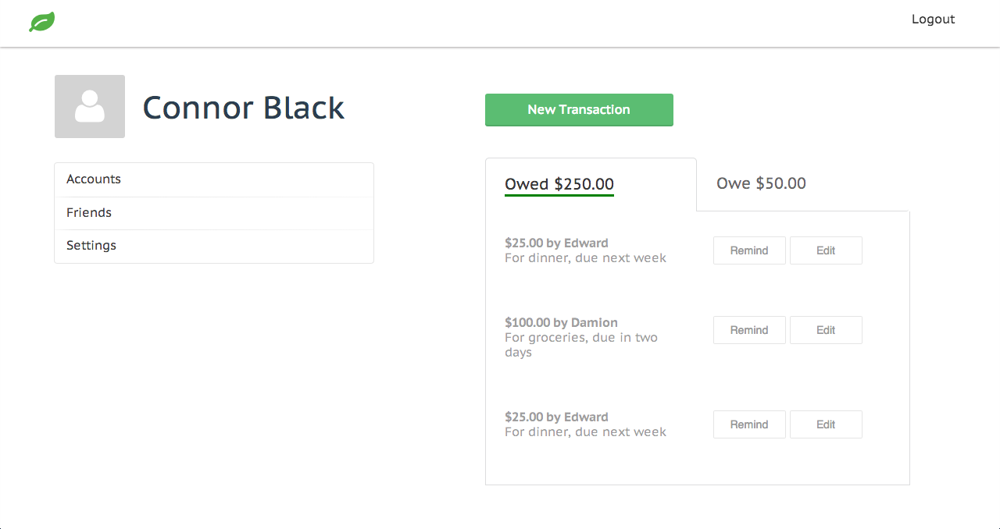 Logout
Connor Black
Accounts
Friends
Settings
New Transaction
Owed $250.00
Owe $50.00
$25.00 by Edward
For dinner, due next week
Remind
Edit
$100.00 by Damion
For groceries, due in two
days
Remind
Edit
$25.00 by Edward
For dinner, due next week
Remind
Edit